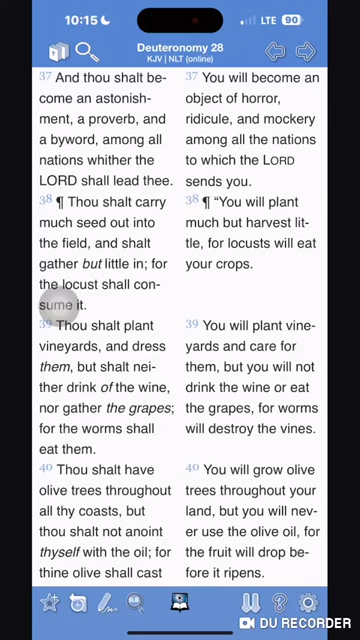 10:15
LTE 90
Deuteronomy 28
KJV | NLT (online)
37 And thou shalt be-
come an astonish-
ment, a proverb, and
a byword, among all
nations whither the
LORD shall lead thee.
38 ¶ Thou shalt carry
much seed out into
the field, and shalt
gather but little in; for
the locust shall con-
sume it.
39 Thou shalt plant
vineyards, and dress
them, but shalt nei-
ther drink of the wine,
nor gather the grapes;
for the worms shall
eat them.
40 Thou shalt have
olive trees throughout
all thy coasts, but
thou shalt not anoint
thyself with the oil; for
thine olive shall cast
37 You will become an
object of horror,
ridicule, and mockery
among all the nations
to which the LORD
sends you.
38 ¶ “You will plant
much but harvest lit-
tle, for locusts will eat
your crops.
39 You will plant vine-
yards and care for
them, but you will not
drink the wine or eat
the grapes, for worms
will destroy the vines.
40 You will grow olive
trees throughout your
land, but you will nev-
er use the olive oil, for
the fruit will drop be-
fore it ripens.
DU RECORDER